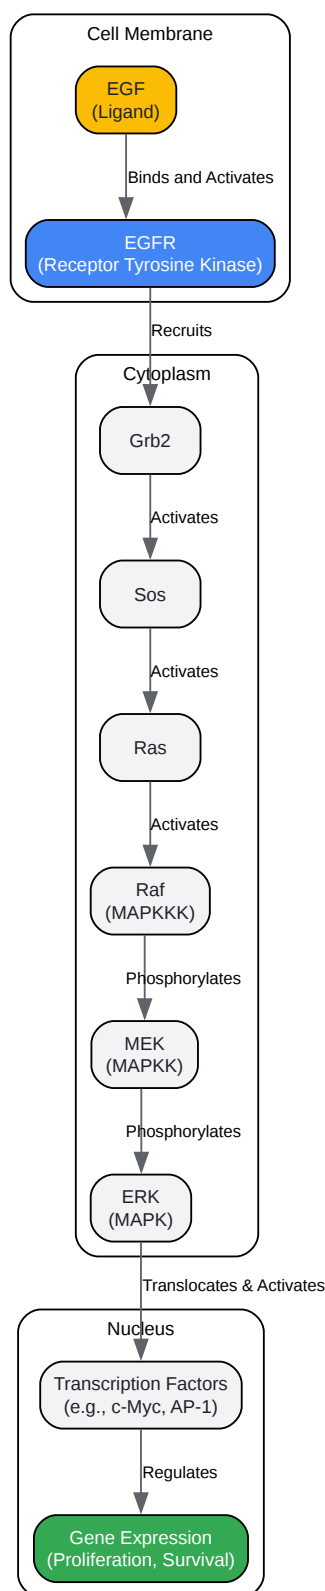 Cell Membrane
EGF
(Ligand)
Binds and Activates
EGFR
(Receptor Tyrosine Kinase)
Recruits
Cytoplasm
Grb2
Activates
Sos
Activates
Ras
Activates
Raf
(MAPKKK)
Phosphorylates
MEK
(MAPKK)
Phosphorylates
ERK
(MAPK)
Translocates & Activates
Nucleus
Transcription Factors
(e.g., c-Myc, AP-1)
Regulates
Gene Expression
(Proliferation, Survival)